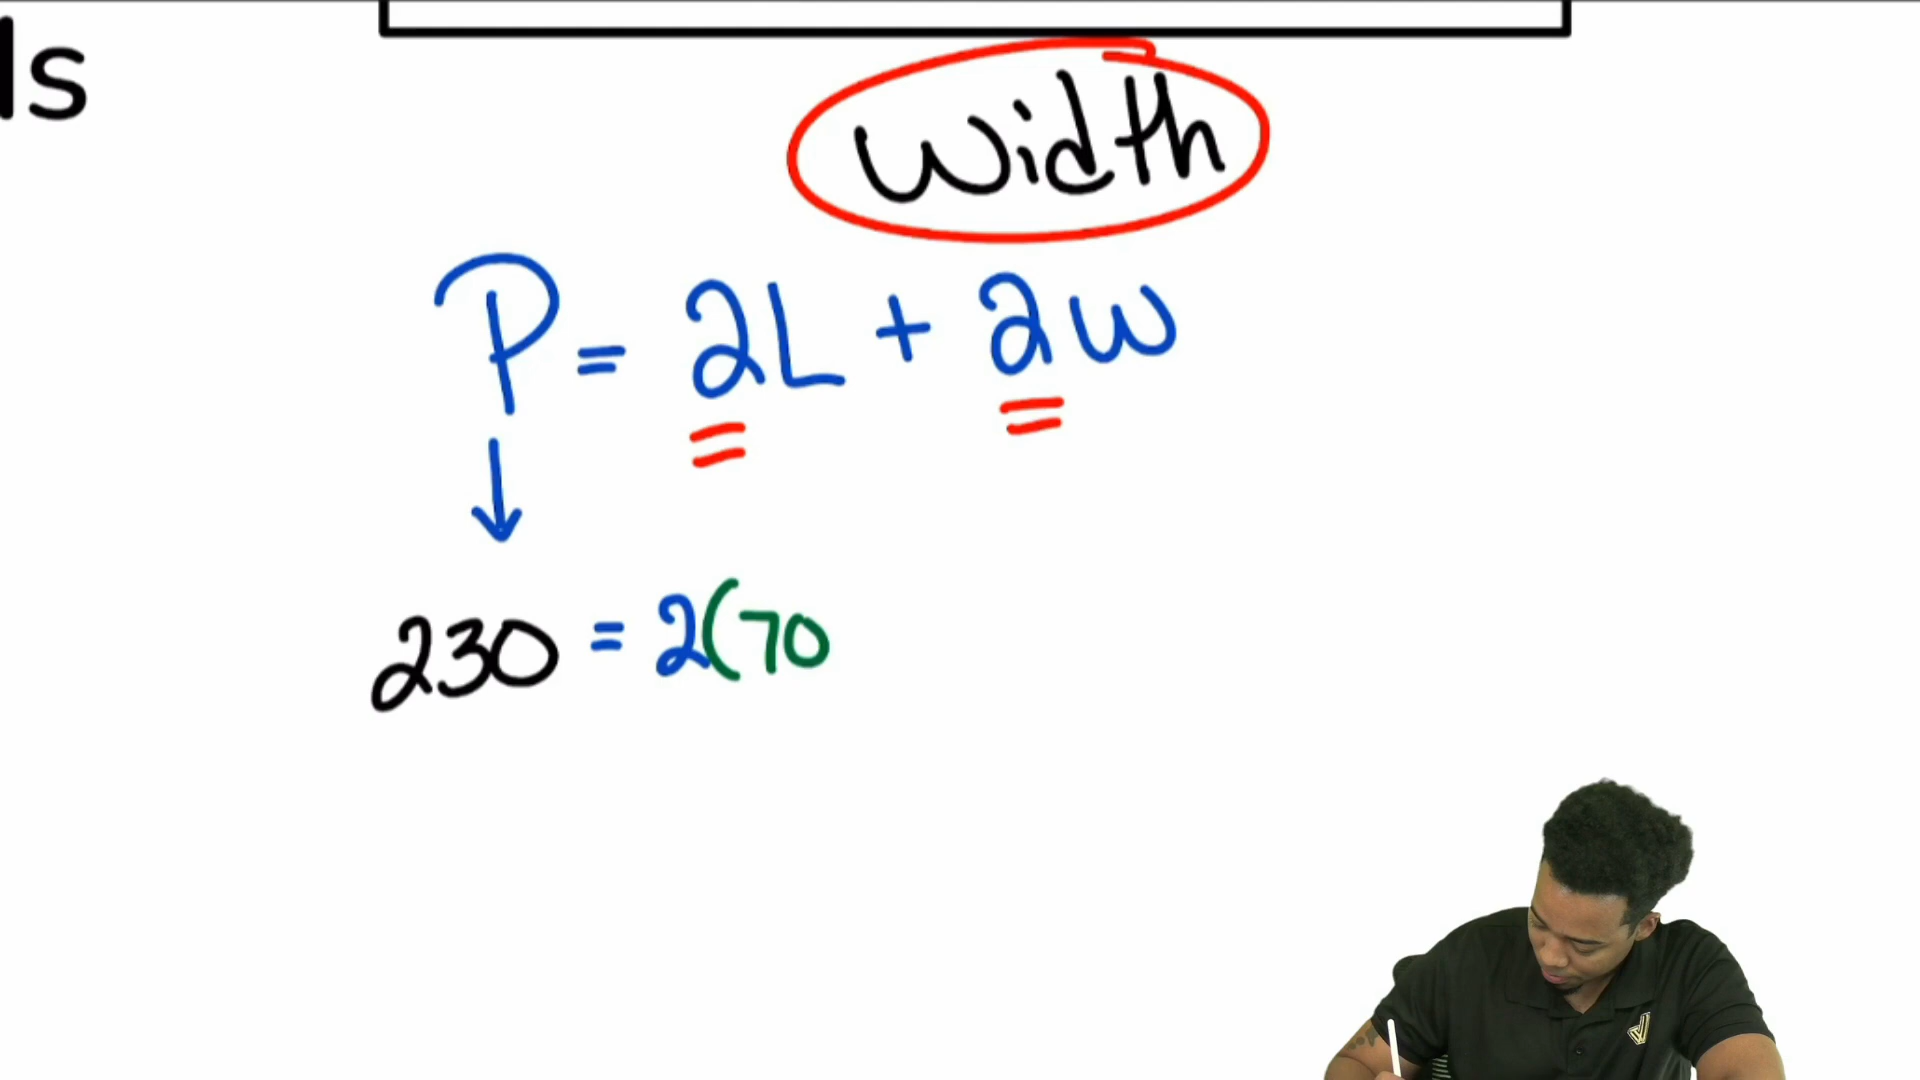 ls
Width
P = 2L + 2w
230 = 2(70